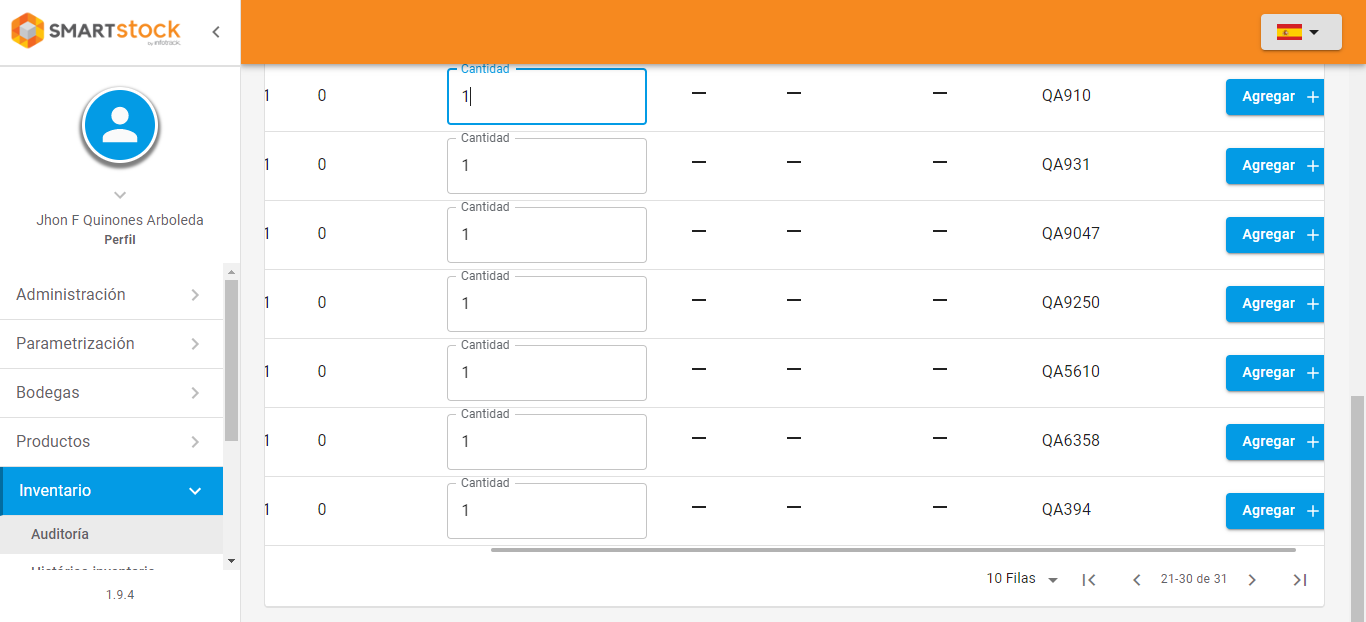 SMARTstock
by infotrack.
Jhon F Quinones Arboleda
Perfíl
Administración
Parametrización
Bodegas
Productos
Inventario
Auditoría
Histórico inventario
1.9.4
Cantidad
1 0 1 — — — QA910 Agregar +
Cantidad
1 0 1 — — — QA931 Agregar +
Cantidad
1 0 1 — — — QA9047 Agregar +
Cantidad
1 0 1 — — — QA9250 Agregar +
Cantidad
1 0 1 — — — QA5610 Agregar +
Cantidad
1 0 1 — — — QA6358 Agregar +
Cantidad
1 0 1 — — — QA394 Agregar +
10 Filas 21-30 de 31